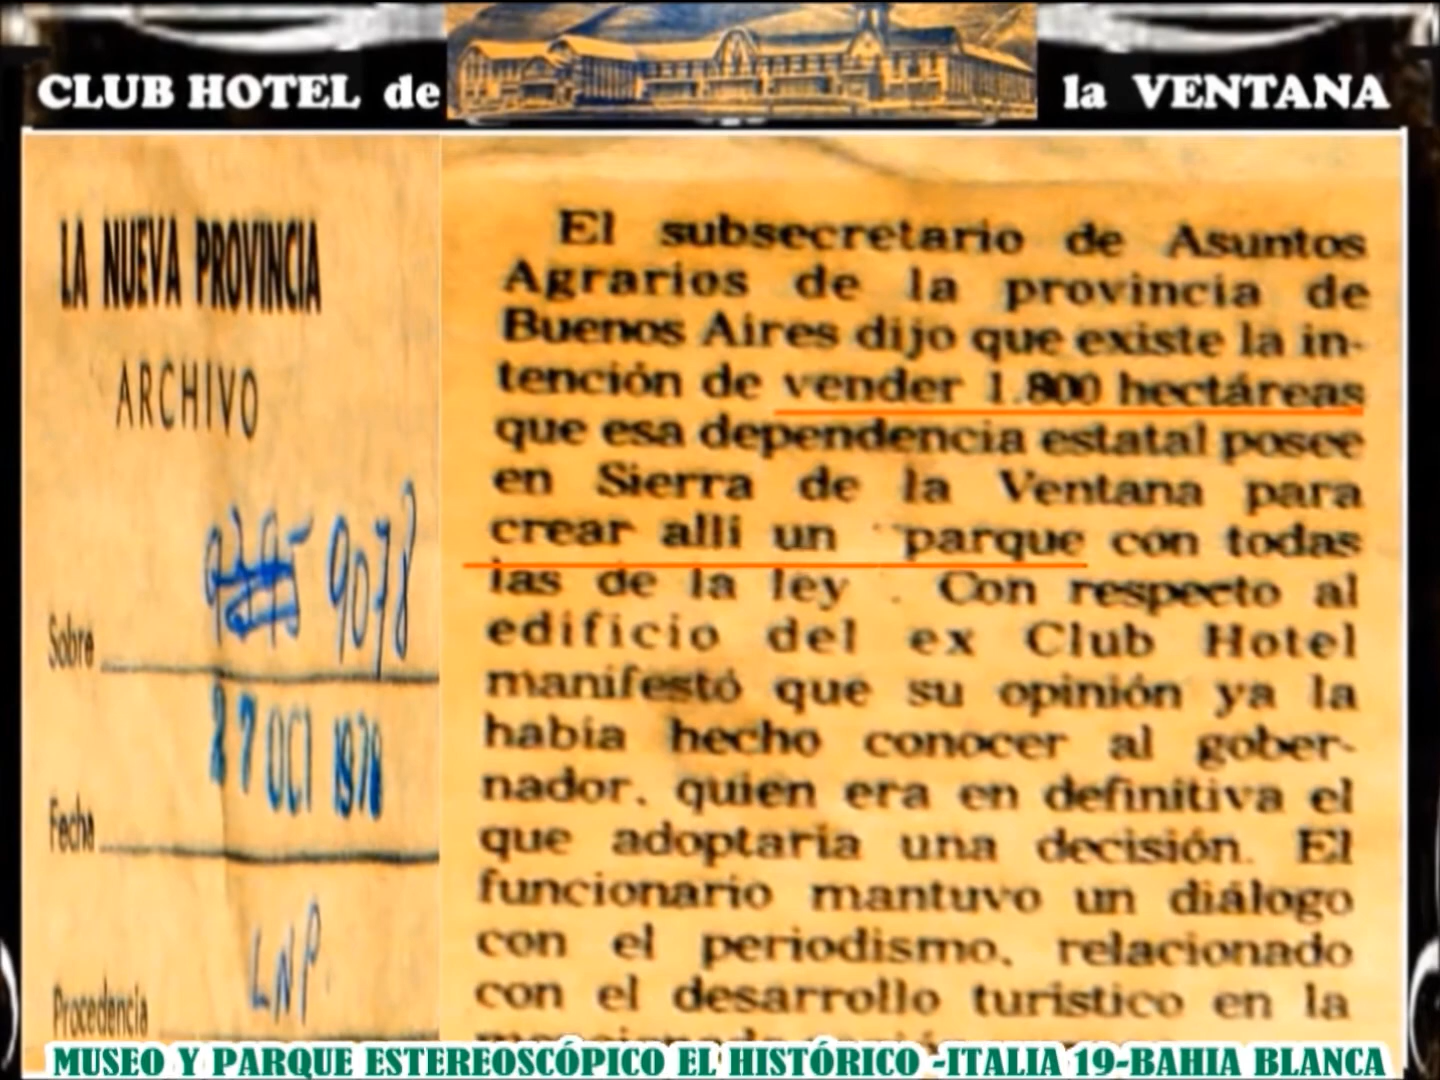 CLUB HOTEL de la VENTANA
LA NUEVA PROVINCIA
ARCHIVO
Sobre 9078
Fecha 27 OCT 1978
Procedencia LNP.
El subsecretario de Asuntos
Agrarios de la provincia de
Buenos Aires dijo que existe la in-
tención de vender 1.800 hectáreas
que esa dependencia estatal posee
en Sierra de la Ventana para
crear allí un "parque con todas
las de la ley . Con respecto al
edificio del ex Club Hotel
manifestó que su opinión ya la
había hecho conocer al gober-
nador, quien era en definitiva el
que adoptaría una decisión. El
funcionario mantuvo un diálogo
con el periodismo, relacionado
con el desarrollo turístico en la
MUSEO Y PARQUE ESTEREOSCÓPICO EL HISTÓRICO -ITALIA 19-BAHIA BLANCA